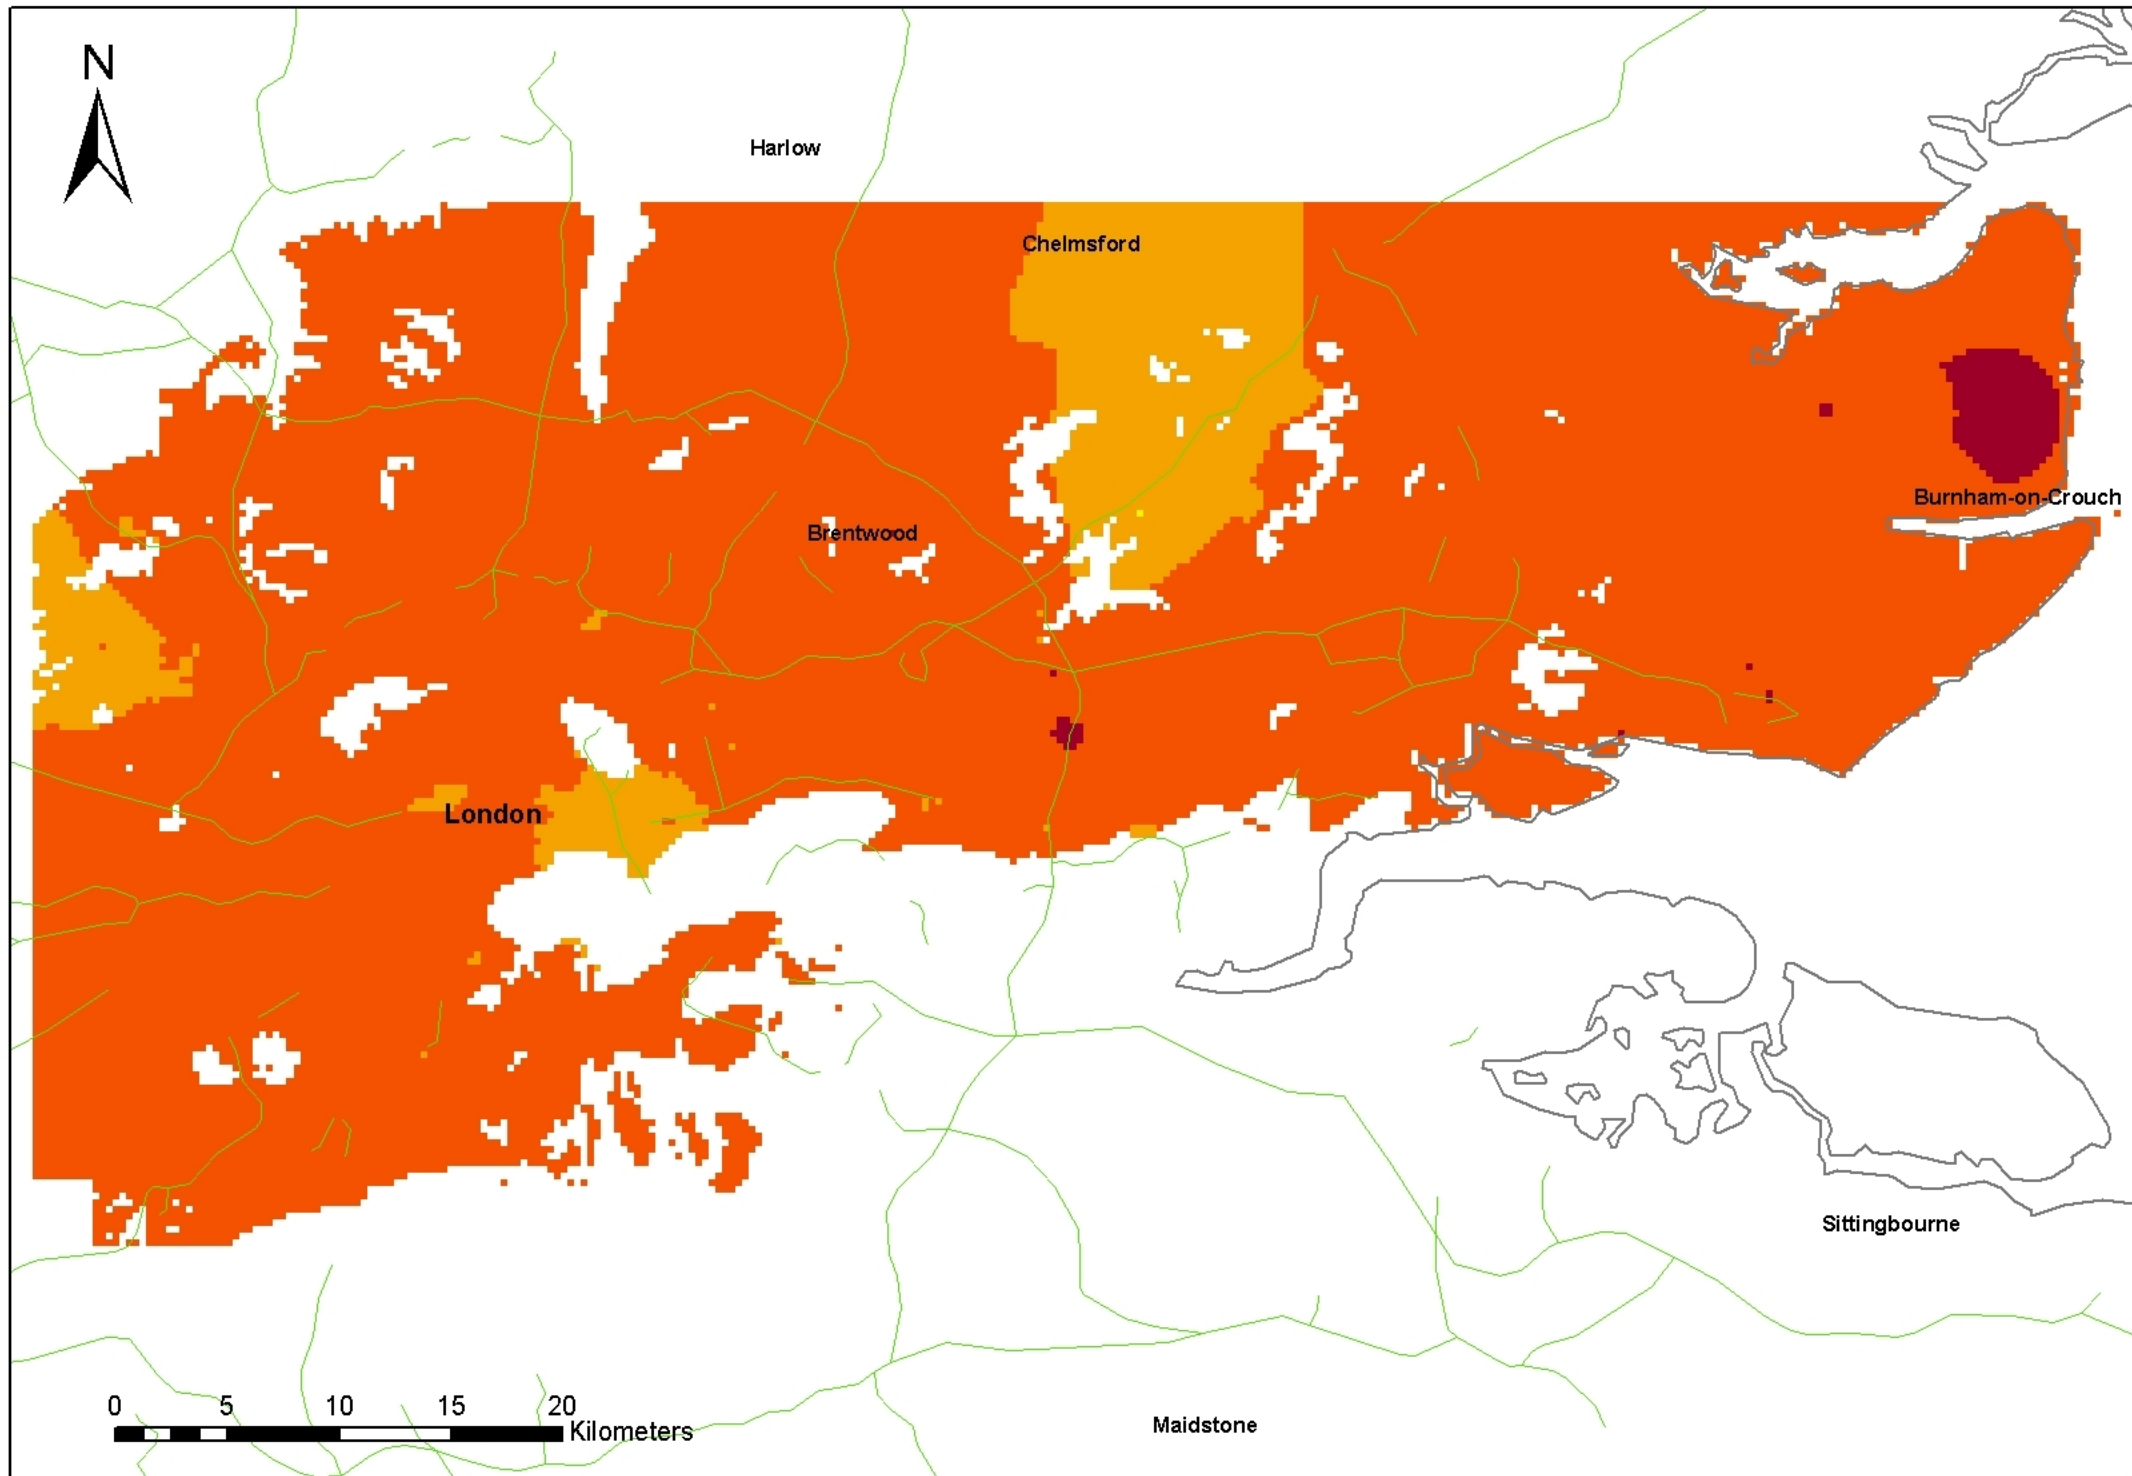 N
Harlow
Chelmsford
Burnham-on-Crouch
Brentwood
London
Sittingbourne
0 5 10 15 20
Kilometers
Maidstone